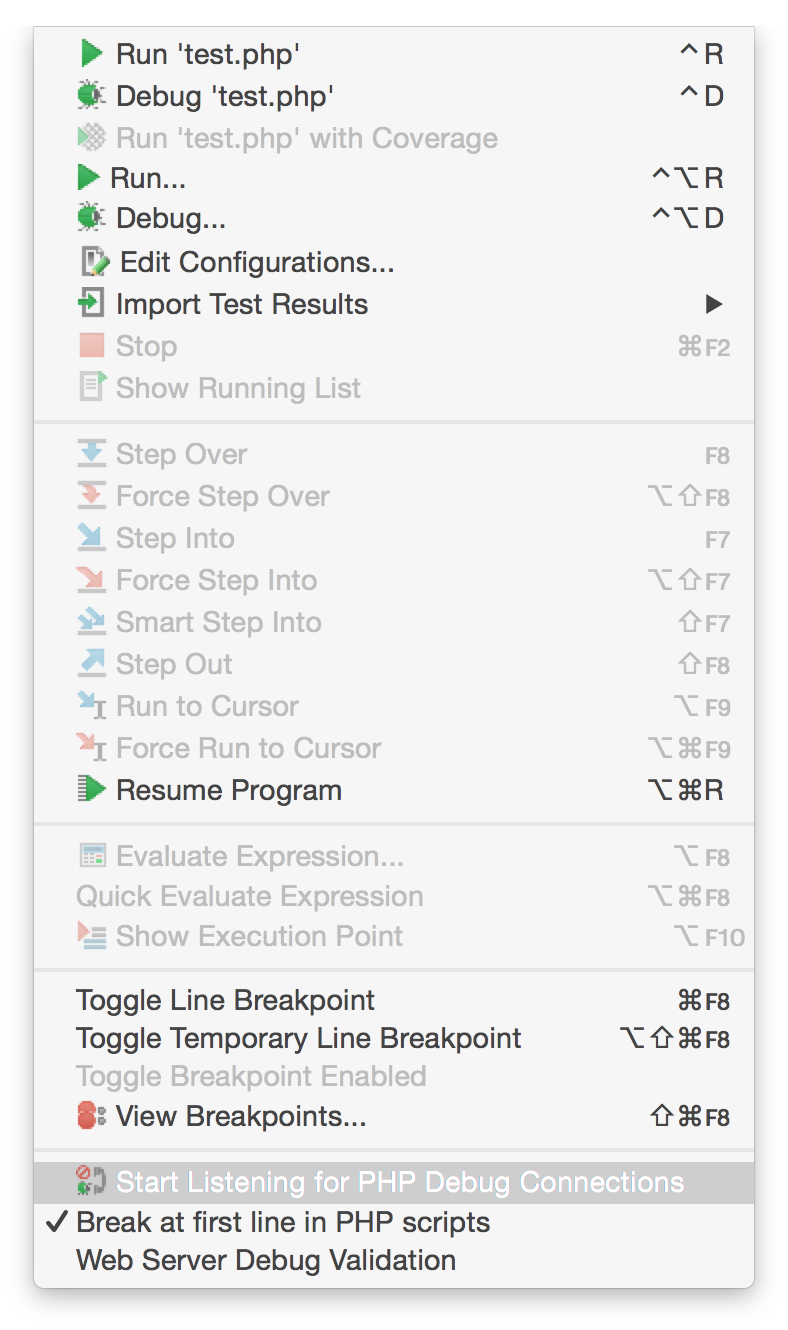 Run 'test.php' ⌃R
Debug 'test.php' ⌃D
Run 'test.php' with Coverage
Run... ⌃⌥R
Debug... ⌃⌥D
Edit Configurations...
Import Test Results ▶
Stop ⌘F2
Show Running List
Step Over F8
Force Step Over ⌥⇧F8
Step Into F7
Force Step Into ⌥⇧F7
Smart Step Into ⇧F7
Step Out ⇧F8
Run to Cursor ⌥F9
Force Run to Cursor ⌥⌘F9
Resume Program ⌥⌘R
Evaluate Expression... ⌥F8
Quick Evaluate Expression ⌥⌘F8
Show Execution Point ⌥F10
Toggle Line Breakpoint ⌘F8
Toggle Temporary Line Breakpoint ⌥⇧⌘F8
Toggle Breakpoint Enabled
View Breakpoints... ⇧⌘F8
Start Listening for PHP Debug Connections
✓ Break at first line in PHP scripts
Web Server Debug Validation